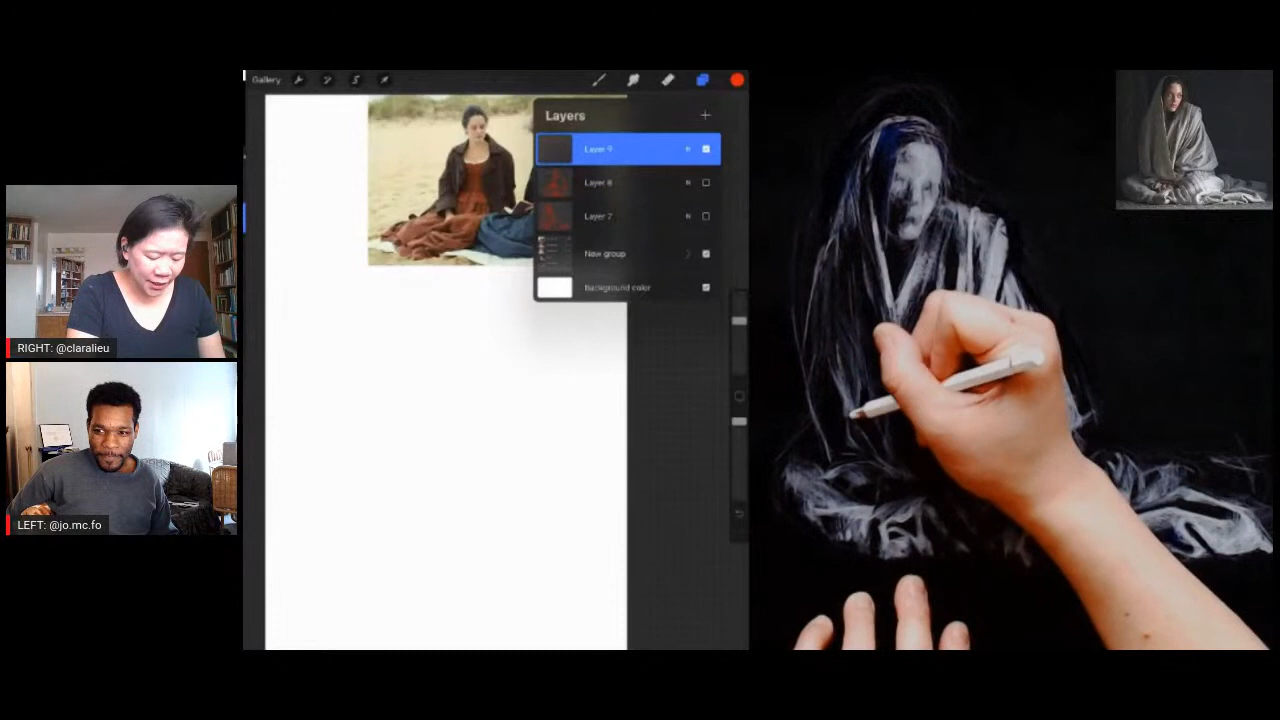 Gallery
Layers
Layer 9
N
Layer 8
N
Layer 7
N
New group
Background color
RIGHT: @claralieu
LEFT: @jo.mc.fo